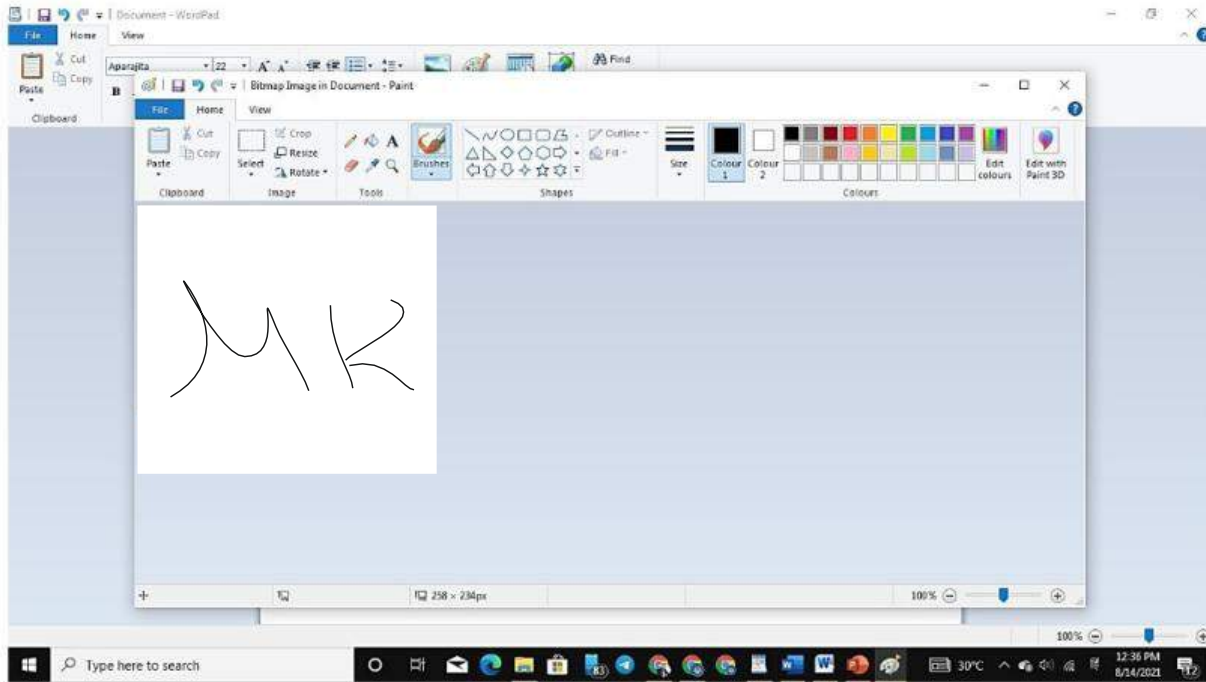 Document - WordPad
File Home View
Cut
Copy
Paste
Clipboard
Aparajita 22
B
Find
Bitmap Image in Document - Paint
File Home View
Paste
Cut
Copy
Clipboard
Select
Crop
Resize
Rotate
Image
Tools
Brushes
Shapes
Outline
Fill
Size
Colour 1
Colour 2
Colours
Edit colours
Edit with Paint 3D
MK
258 × 234px
100%
100%
Type here to search
30°C
12:36 PM
8/14/2021